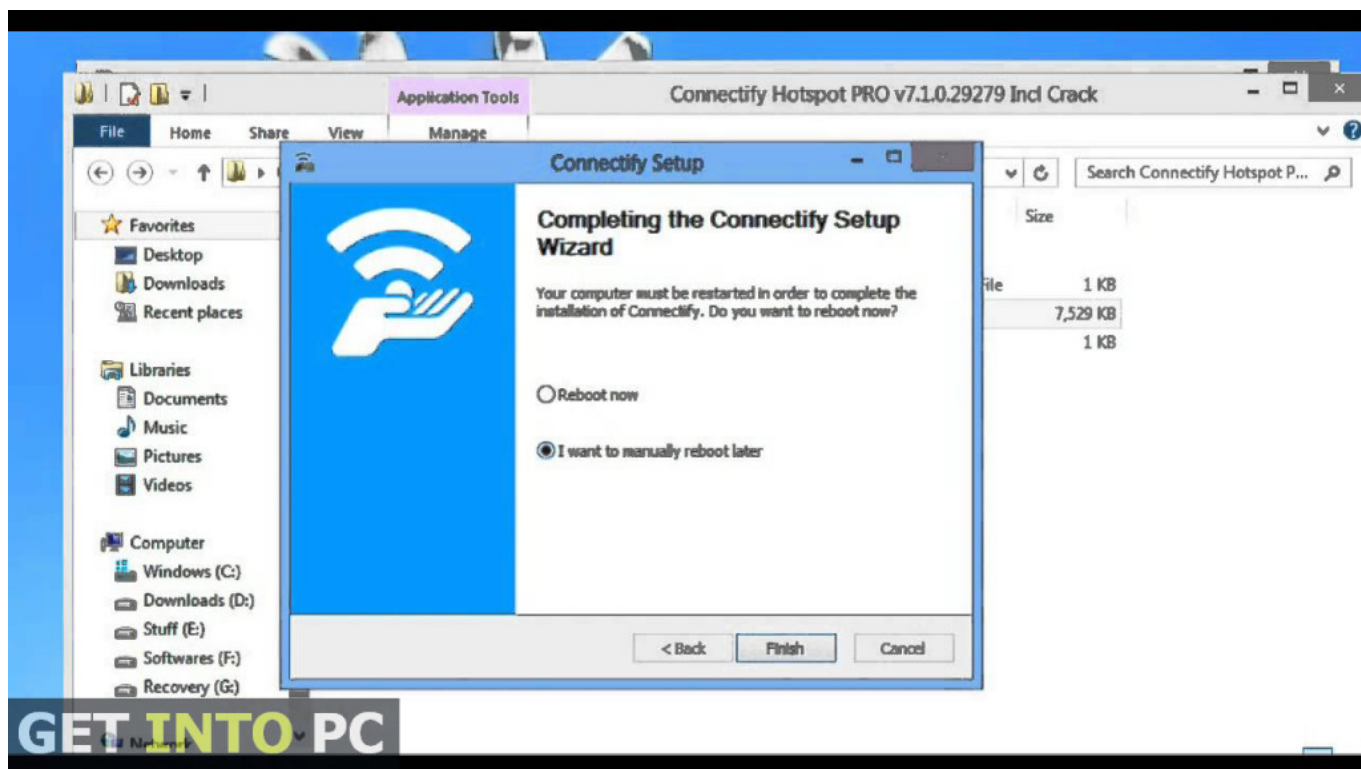 Application Tools
Connectify Hotspot PRO v7.1.0.29279 Incl Crack
File Home Share View Manage
Connectify Setup
Search Connectify Hotspot P...
Completing the Connectify Setup
Wizard
Your computer must be restarted in order to complete the
installation of Connectify. Do you want to reboot now?
Reboot now
I want to manually reboot later
< Back Finish Cancel
Size
File 1 KB
7,529 KB
1 KB
Favorites
Desktop
Downloads
Recent places
Libraries
Documents
Music
Pictures
Videos
Computer
Windows (C:)
Downloads (D:)
Stuff (E:)
Softwares (F:)
Recovery (G:)
Network
GET INTO PC